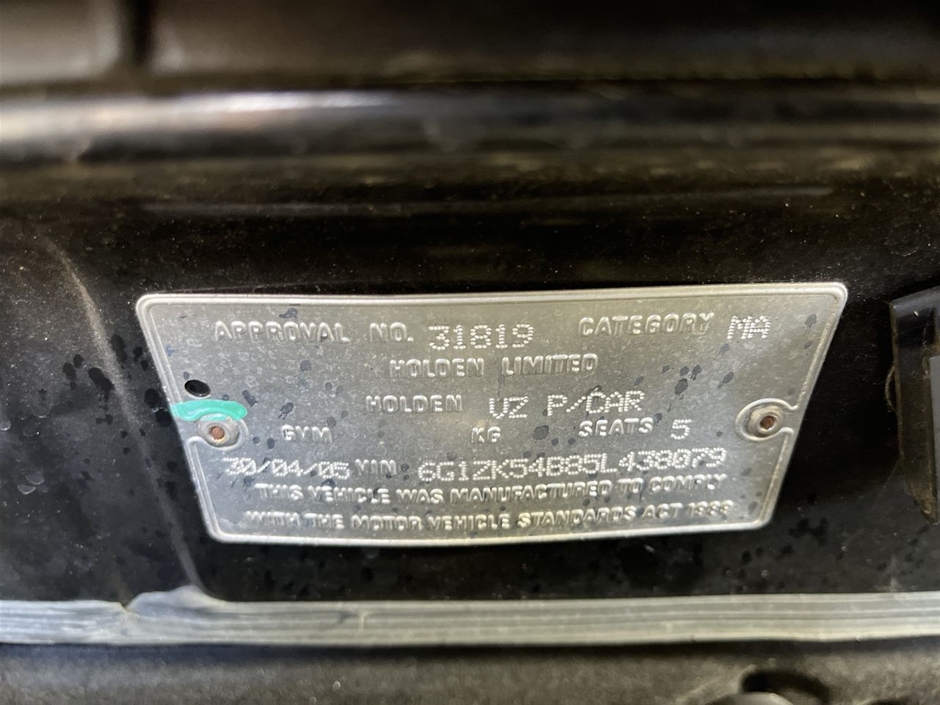 APPROVAL NO. 31819 CATEGORY MA
HOLDEN LIMITED
HOLDEN VZ P/CAR
GVM KG SEATS 5
30/04/05 VIN 6G1ZK54B85L438079
THIS VEHICLE WAS MANUFACTURED TO COMPLY
WITH THE MOTOR VEHICLE STANDARDS ACT 1989